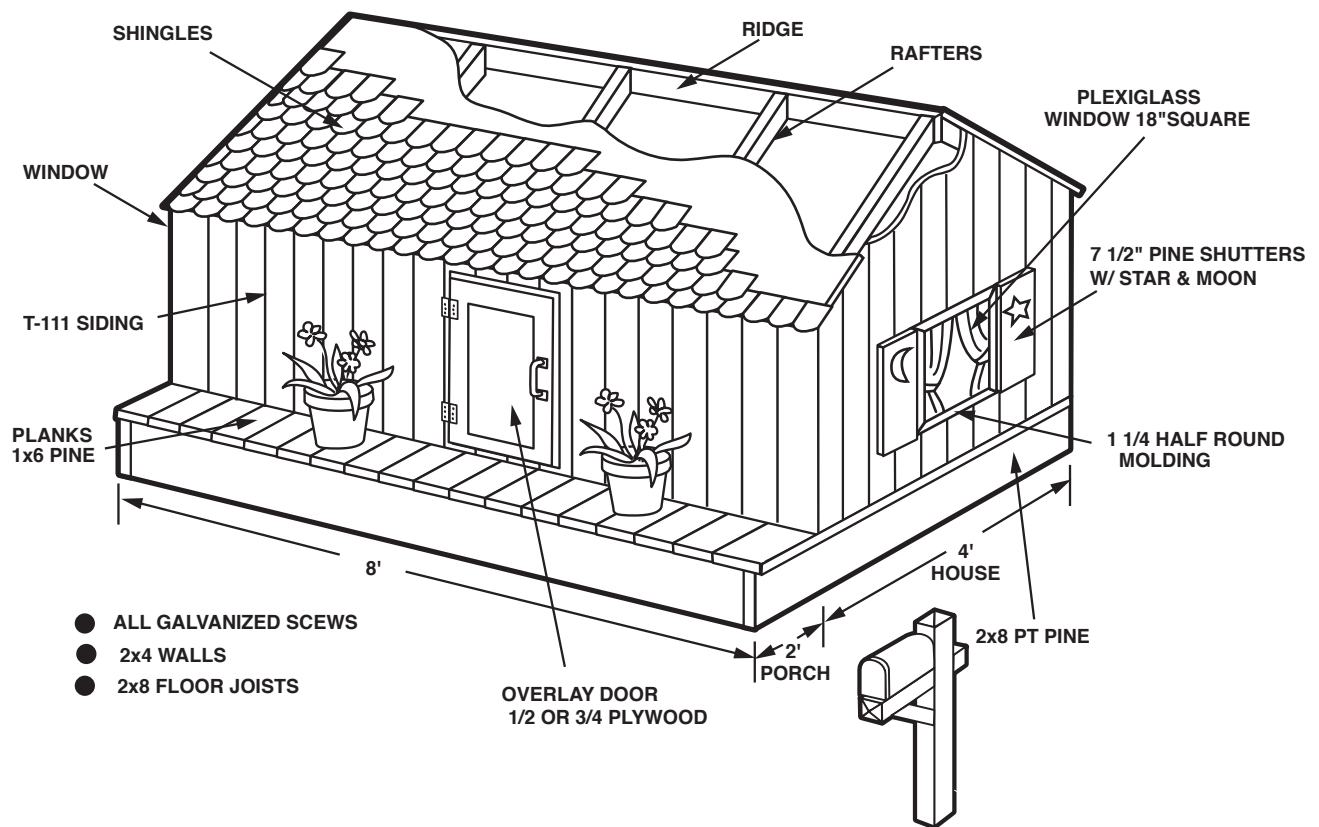 SHINGLES
RIDGE
RAFTERS
PLEXIGLASS
WINDOW 18"SQUARE
WINDOW
7 1/2" PINE SHUTTERS
W/ STAR & MOON
T-111 SIDING
PLANKS
1x6 PINE
1 1/4 HALF ROUND
MOLDING
8'
4'
HOUSE
2'
PORCH
2x8 PT PINE
ALL GALVANIZED SCEWS
2x4 WALLS
2x8 FLOOR JOISTS
OVERLAY DOOR
1/2 OR 3/4 PLYWOOD